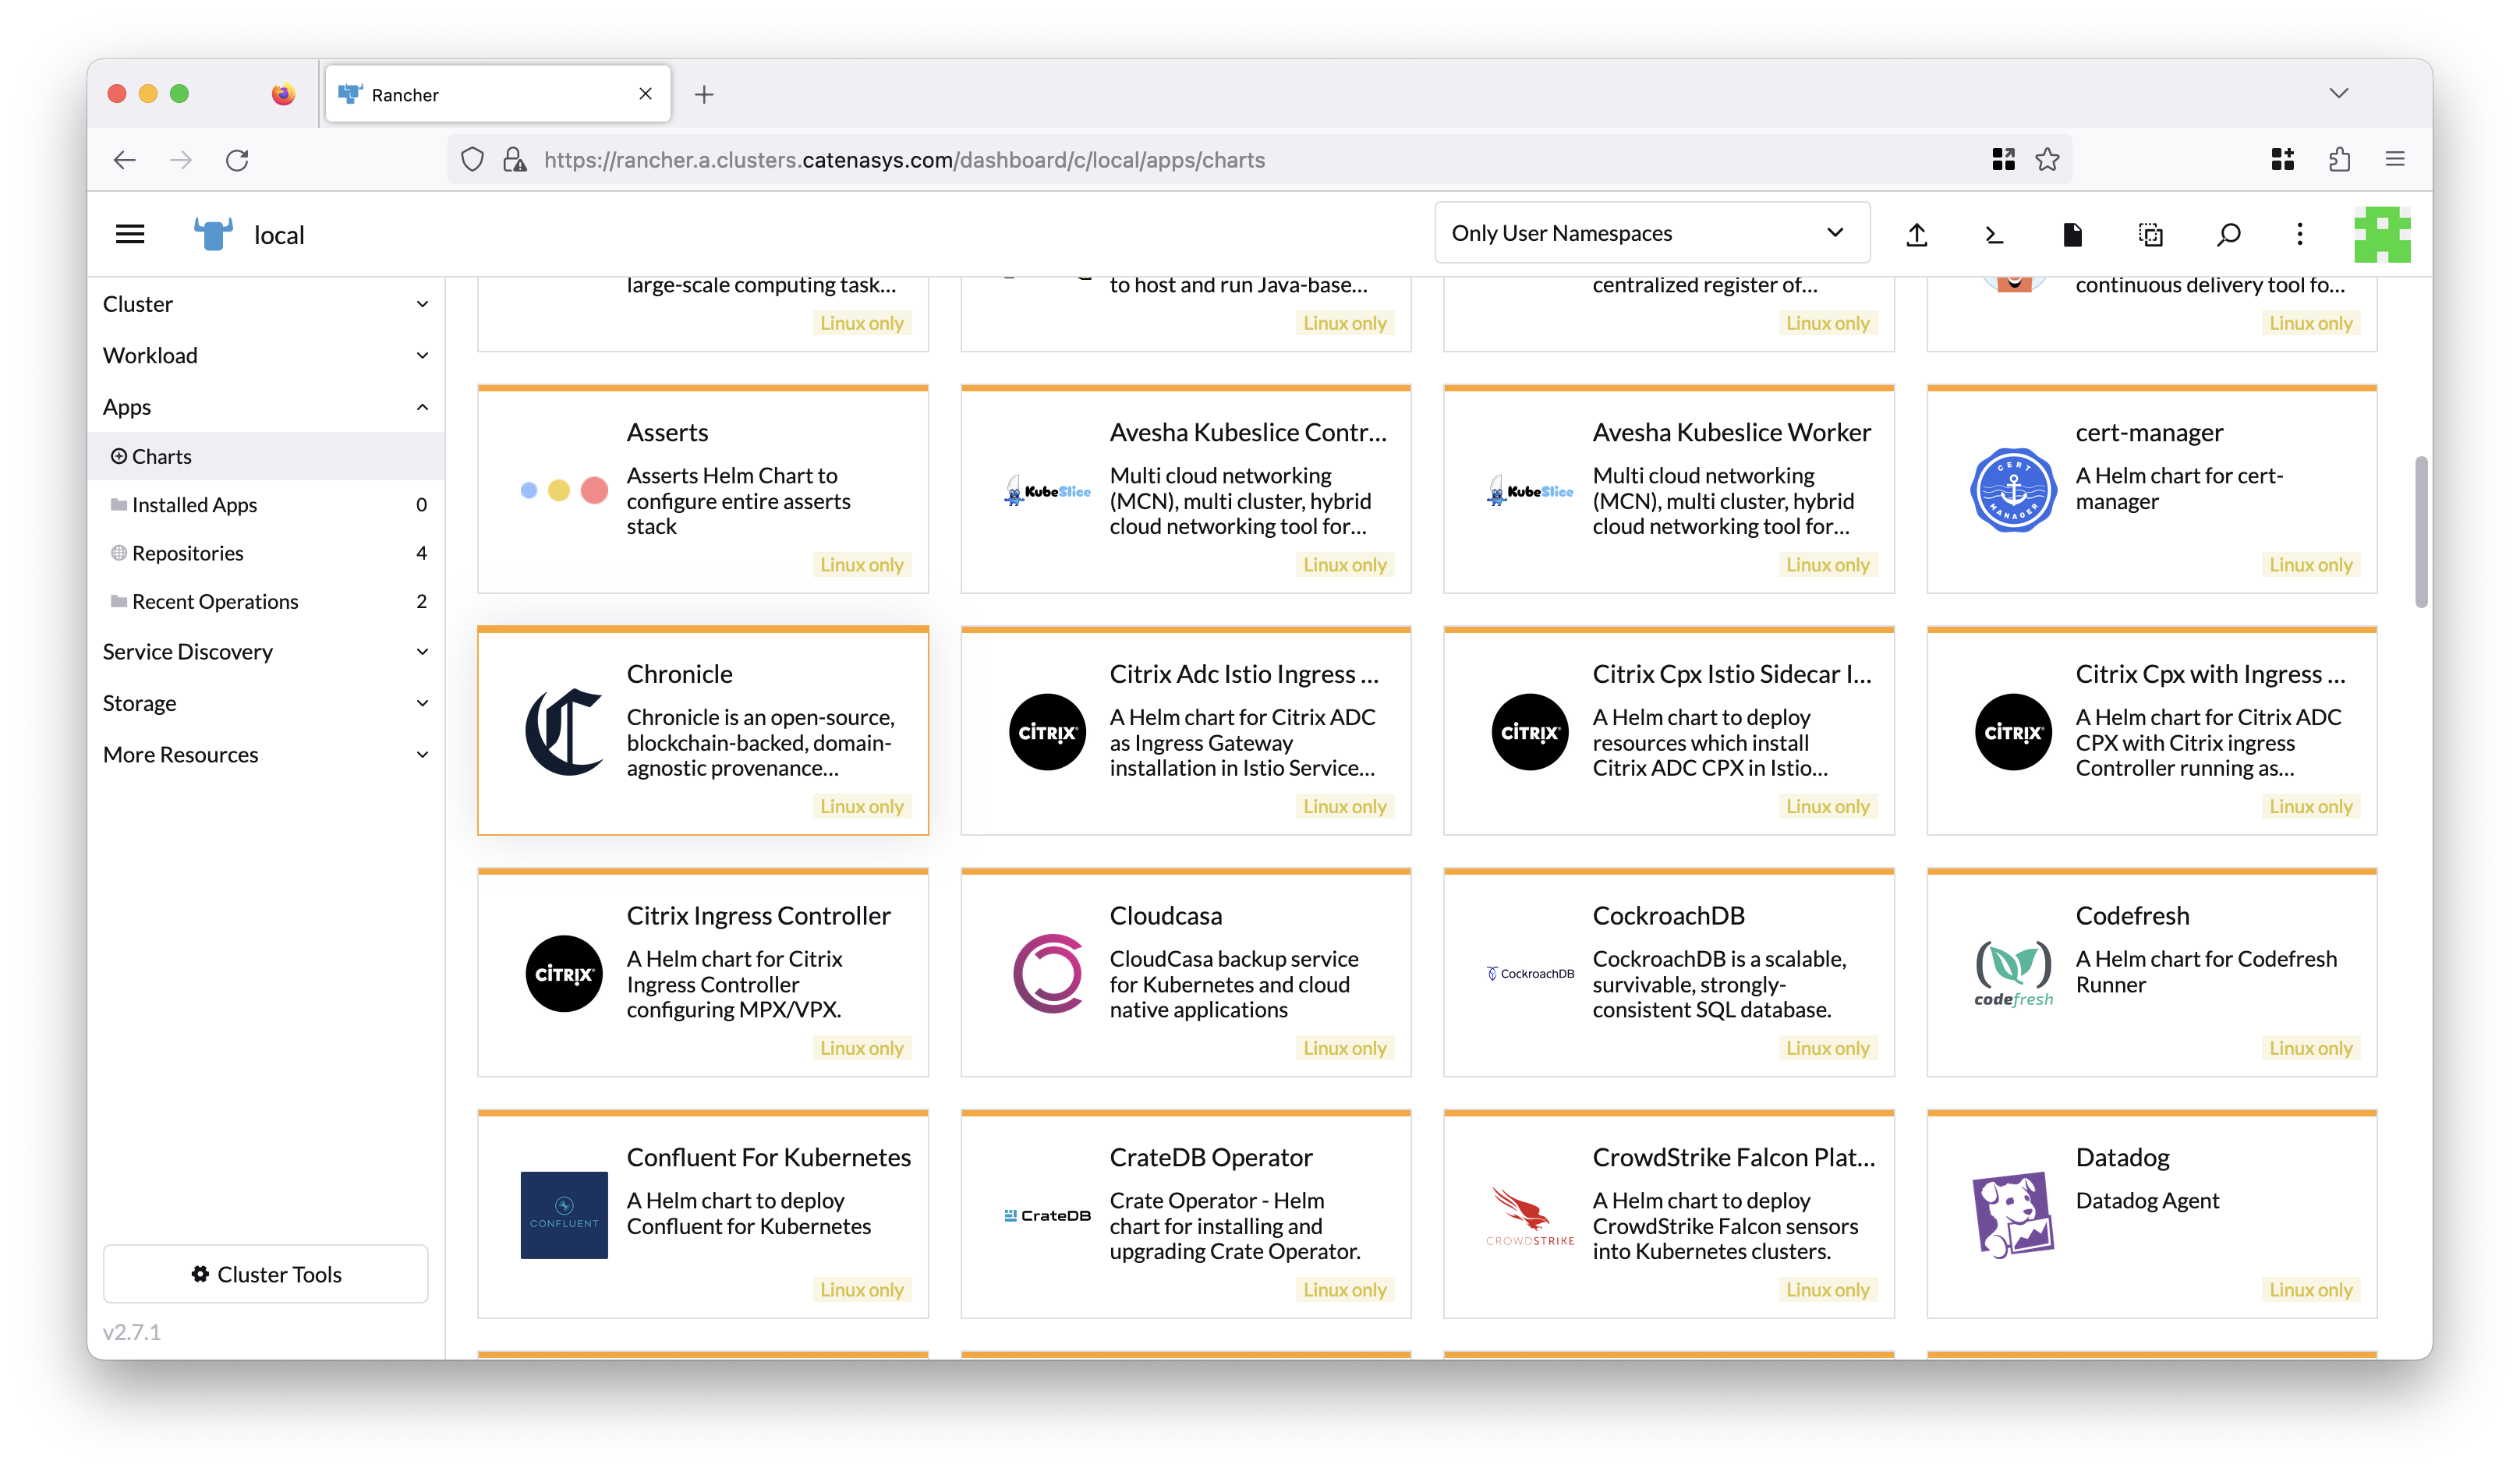 Rancher
https://rancher.a.clusters.catenasys.com/dashboard/c/local/apps/charts
local
Only User Namespaces
Cluster
Workload
Apps
Charts
Installed Apps 0
Repositories 4
Recent Operations 2
Service Discovery
Storage
More Resources
Cluster Tools
v2.7.1
large-scale computing task...
Linux only
to host and run Java-base...
Linux only
centralized register of...
Linux only
continuous delivery tool fo...
Linux only
Asserts
Asserts Helm Chart to
configure entire asserts
stack
Linux only
KubeSlice
Avesha Kubeslice Contr...
Multi cloud networking
(MCN), multi cluster, hybrid
cloud networking tool for...
Linux only
KubeSlice
Avesha Kubeslice Worker
Multi cloud networking
(MCN), multi cluster, hybrid
cloud networking tool for...
Linux only
CERT
MANAGER
cert-manager
A Helm chart for cert-
manager
Linux only
C
Chronicle
Chronicle is an open-source,
blockchain-backed, domain-
agnostic provenance...
Linux only
CITRIX
Citrix Adc Istio Ingress ...
A Helm chart for Citrix ADC
as Ingress Gateway
installation in Istio Service...
Linux only
CITRIX
Citrix Cpx Istio Sidecar I...
A Helm chart to deploy
resources which install
Citrix ADC CPX in Istio...
Linux only
CITRIX
Citrix Cpx with Ingress ...
A Helm chart for Citrix ADC
CPX with Citrix ingress
Controller running as...
Linux only
CITRIX
Citrix Ingress Controller
A Helm chart for Citrix
Ingress Controller
configuring MPX/VPX.
Linux only
Cloudcasa
CloudCasa backup service
for Kubernetes and cloud
native applications
Linux only
CockroachDB
CockroachDB
CockroachDB is a scalable,
survivable, strongly-
consistent SQL database.
Linux only
codefresh
Codefresh
A Helm chart for Codefresh
Runner
Linux only
CONFLUENT
Confluent For Kubernetes
A Helm chart to deploy
Confluent for Kubernetes
Linux only
CrateDB
CrateDB Operator
Crate Operator - Helm
chart for installing and
upgrading Crate Operator.
Linux only
CROWDSTRIKE
CrowdStrike Falcon Plat...
A Helm chart to deploy
CrowdStrike Falcon sensors
into Kubernetes clusters.
Linux only
Datadog
Datadog Agent
Linux only